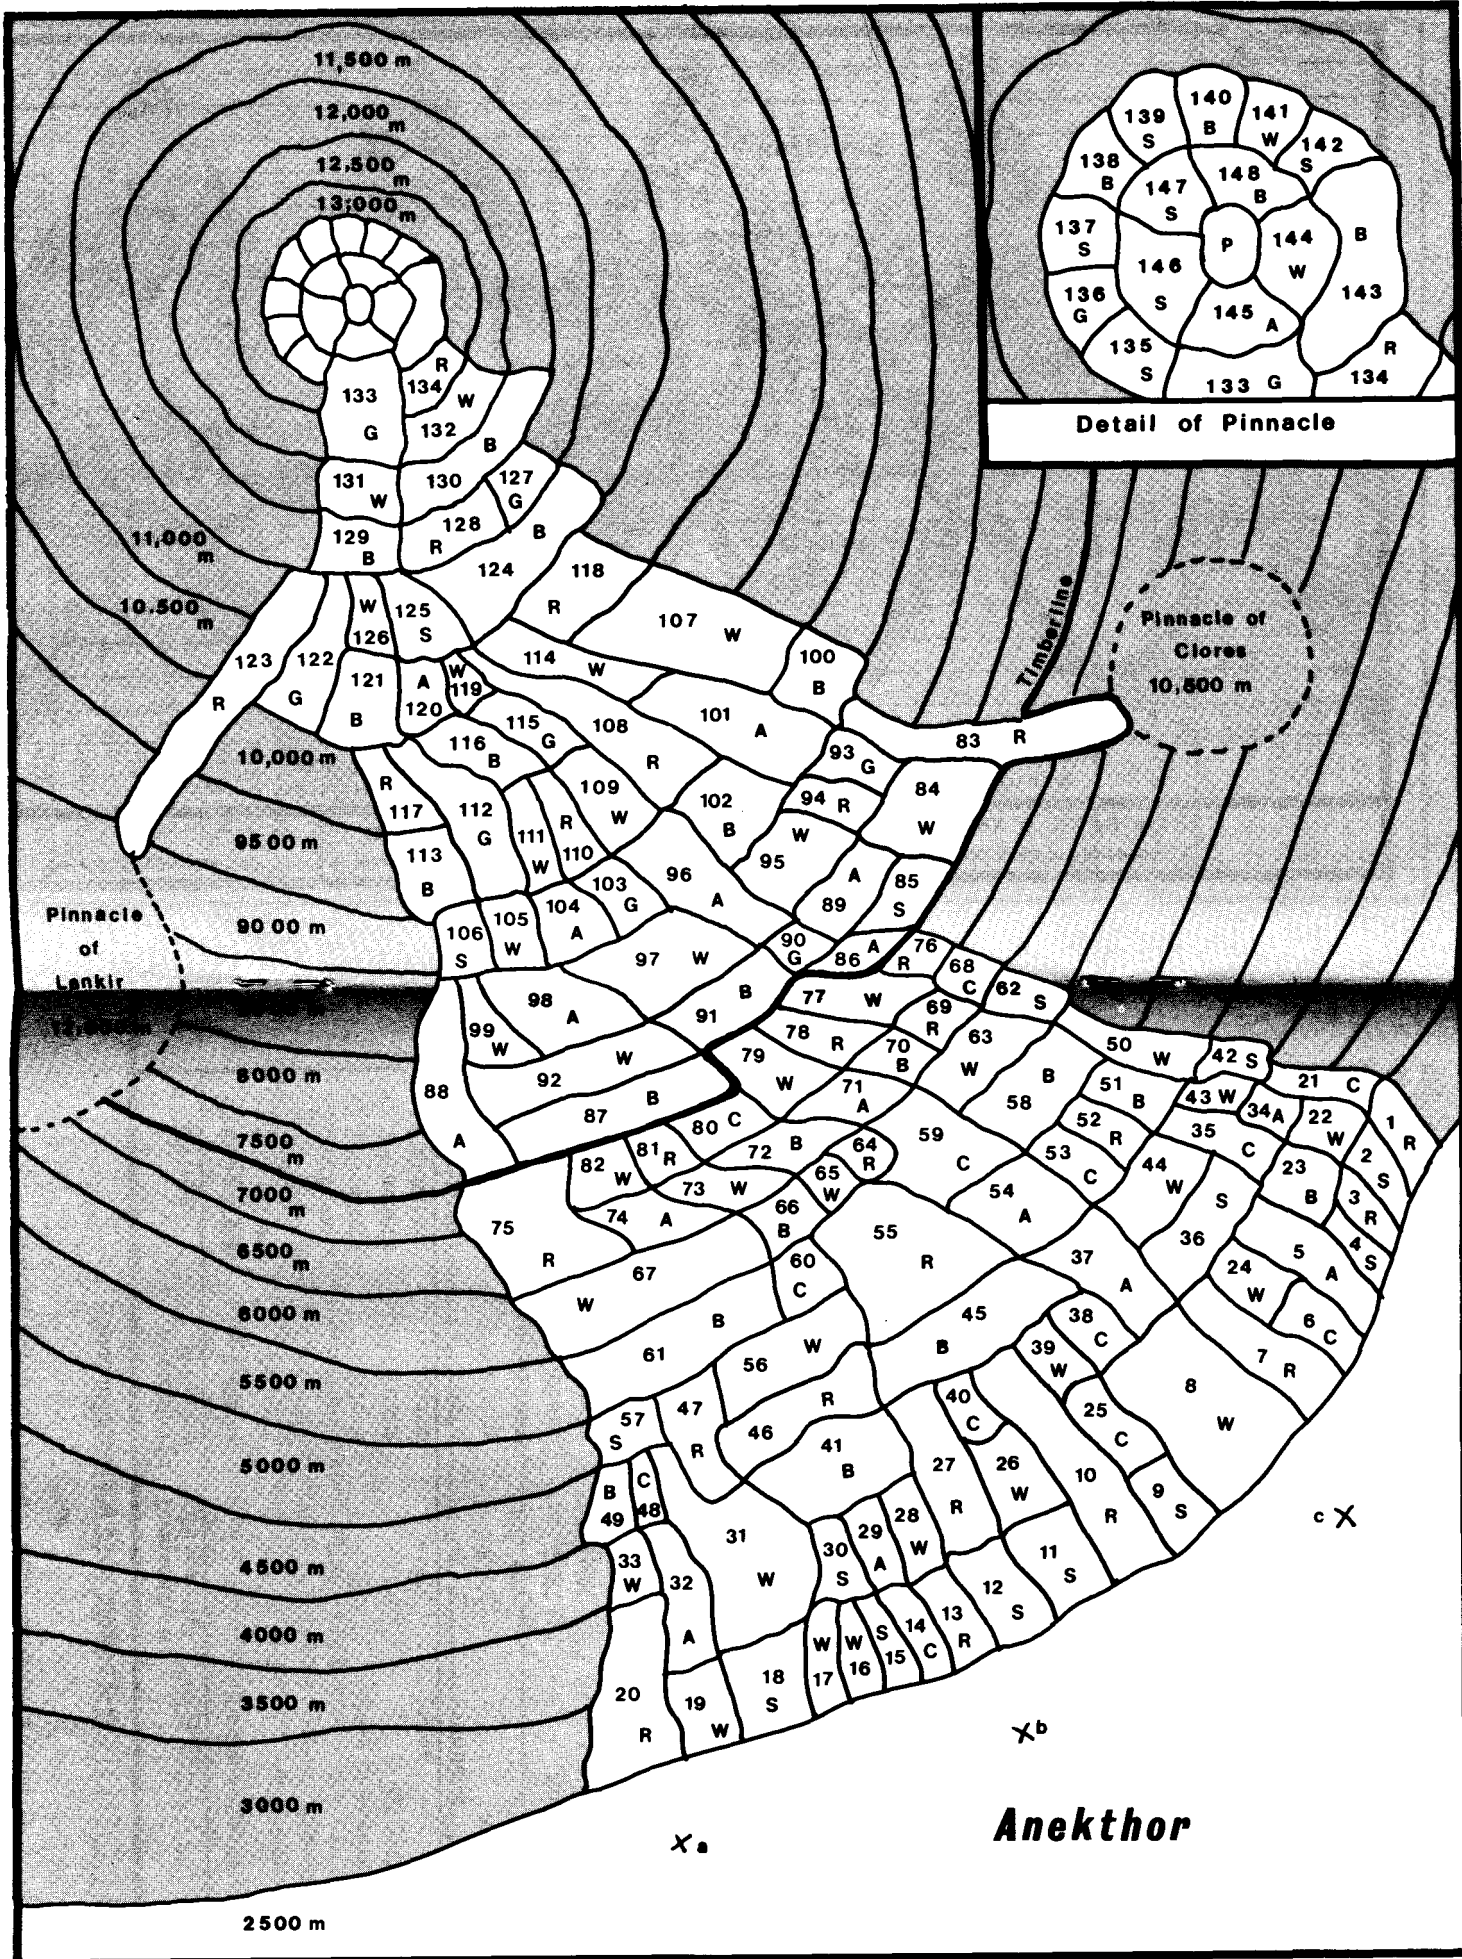 11,500 m
12,000 m
12,500 m
13,000 m
139 S
140 B
141 W
142 S
138 B
147 S
148 B
137 S
P
144 W
B 143
146 S
136 G
145 A
135 S
133 G
R 134
Detail of Pinnacle
133 G
R 134
W 132
131 W
B 130
127 G
129 B
R 128
11,000 m
B 124
118 R
10.500 m
W 126
125 S
107 W
Timberline
Pinnacle of
Clores
10,500 m
123 R
122 G
121 B
A 120
W 119
114 W
100 B
101 A
83 R
115 G
108 R
116 B
93 G
10,000 m
R 117
112 G
109 W
102 B
94 R
84 W
9500 m
113 B
111 W
R 110
W 95
96 A
A 89
85 S
103 G
104 A
105 W
106 S
Pinnacle
of
Lankir
9000 m
97 W
90 G
86 A
76 R
68 C
62 S
98 A
B 91
77 W
69 R
99 W
78 R
70 B
63 W
50 W
42 S
8000 m
88 A
W 92
B 87
79 W
71 A
B 58
51 B
43 W
34 A
21 C
22 W
1 R
7500 m
80 C
81 R
82 W
72 B
64 R
65 W
59 C
52 R
53 C
35 C
44 W
23 B
2 S
3 R
7000 m
73 W
74 A
66 B
54 A
S 36
5 A
4 S
75 R
6500 m
67 W
60 C
55 R
37 A
24 W
6 C
6000 m
B 61
45 B
38 C
39 W
7 R
5500 m
56 W
8 W
57 S
47 R
R 46
40 C
25 C
5000 m
41 B
27 R
26 W
10 R
9 S
B 49
C 48
31 W
c X
4500 m
33 W
32 A
30 S
29 A
28 W
11 S
12 S
4000 m
W 17
W 16
S 15
14 C
13 R
3500 m
20 R
19 W
18 S
X b
3000 m
X a
Anekthor
2500 m